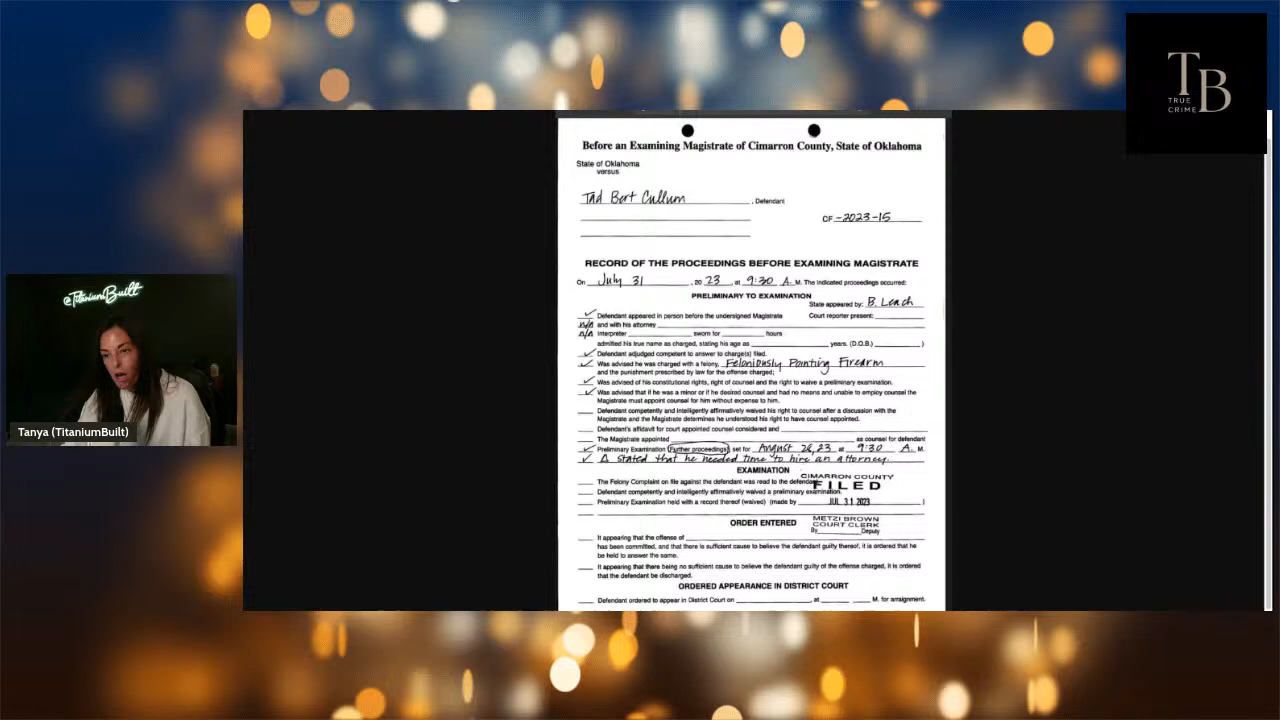 TB
TRUE
CRIME
@TitaniumBuilt
Tanya (TitaniumBuilt)
Before an Examining Magistrate of Cimarron County, State of Oklahoma
State of Oklahoma
versus
Tad Bert Cullum, Defendant
CF -2023-15
RECORD OF THE PROCEEDINGS BEFORE EXAMINING MAGISTRATE
On July 31, 20 23, at 9:30 A. M. The indicated proceedings occurred:
PRELIMINARY TO EXAMINATION
State appeared by: B. Leach
Defendant appeared in person before the undersigned Magistrate Court reporter present:
n/a and with his attorney
n/a Interpreter sworn for hours
admitted his true name as charged, stating his age as years. (D.O.B.) )
Defendant adjudged competent to answer to charge(s) filed.
Was advised he was charged with a felony, Feloniously Pointing Firearm
and the punishment prescribed by law for the offense charged;
Was advised of his constitutional rights, right of counsel and the right to waive a preliminary examination.
Was advised that if he was a minor or if he desired counsel and had no means and unable to employ counsel the
Magistrate must appoint counsel for him without expense to him.
Defendant competently and intelligently affirmatively waived his right to counsel after a discussion with the
Magistrate and the Magistrate determines he understood his right to have counsel appointed.
Defendant's affidavit for court appointed counsel considered and
The Magistrate appointed as counsel for defendant
Preliminary Examination (Further proceedings) set for August 26, 23 at 9:30 A. M.
Δ stated that he needed time to hire an attorney.
EXAMINATION
CIMARRON COUNTY
FILED
The Felony Complaint on file against the defendant was read to the defendant
Defendant competently and intelligently affirmatively waived a preliminary examination.
Preliminary Examination held with a record thereof (waived) (made by JUL 31 2023 )
ORDER ENTERED
METZI BROWN
COURT CLERK
By Deputy
It appearing that the offense of
has been committed, and that there is sufficient cause to believe the defendant guilty thereof, it is ordered that he
be held to answer the same.
It appearing that there being no sufficient cause to believe the defendant guilty of the offense charged, it is ordered
that the defendant be discharged.
ORDERED APPEARANCE IN DISTRICT COURT
Defendant ordered to appear in District Court on , at M. for arraignment.